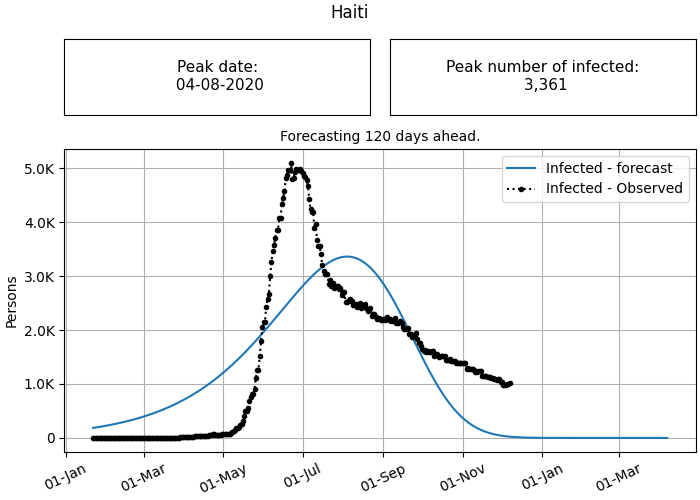 Haiti
Peak date:
04-08-2020
Peak number of infected:
3,361
Forecasting 120 days ahead.
Infected - forecast
Infected - Observed
Persons
5.0K
4.0K
3.0K
2.0K
1.0K
0
01-Jan
01-Mar
01-May
01-Jul
01-Sep
01-Nov
01-Jan
01-Mar